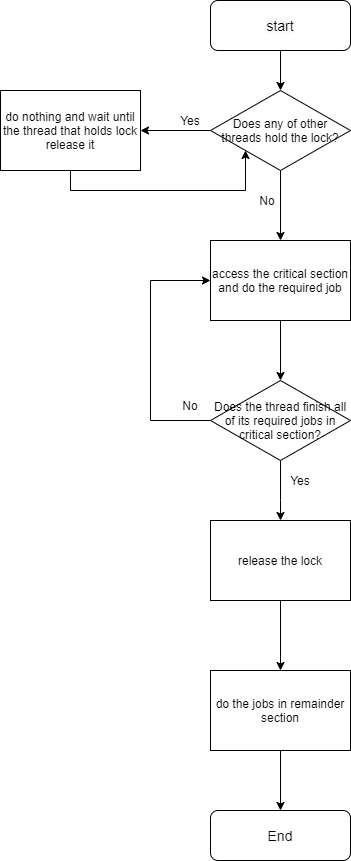 start
do nothing and wait until
the thread that holds lock
release it
Yes
Does any of other
threads hold the lock?
No
access the critical section
and do the required job
No
Does the thread finish all
of its required jobs in
critical section?
Yes
release the lock
do the jobs in remainder
section
End